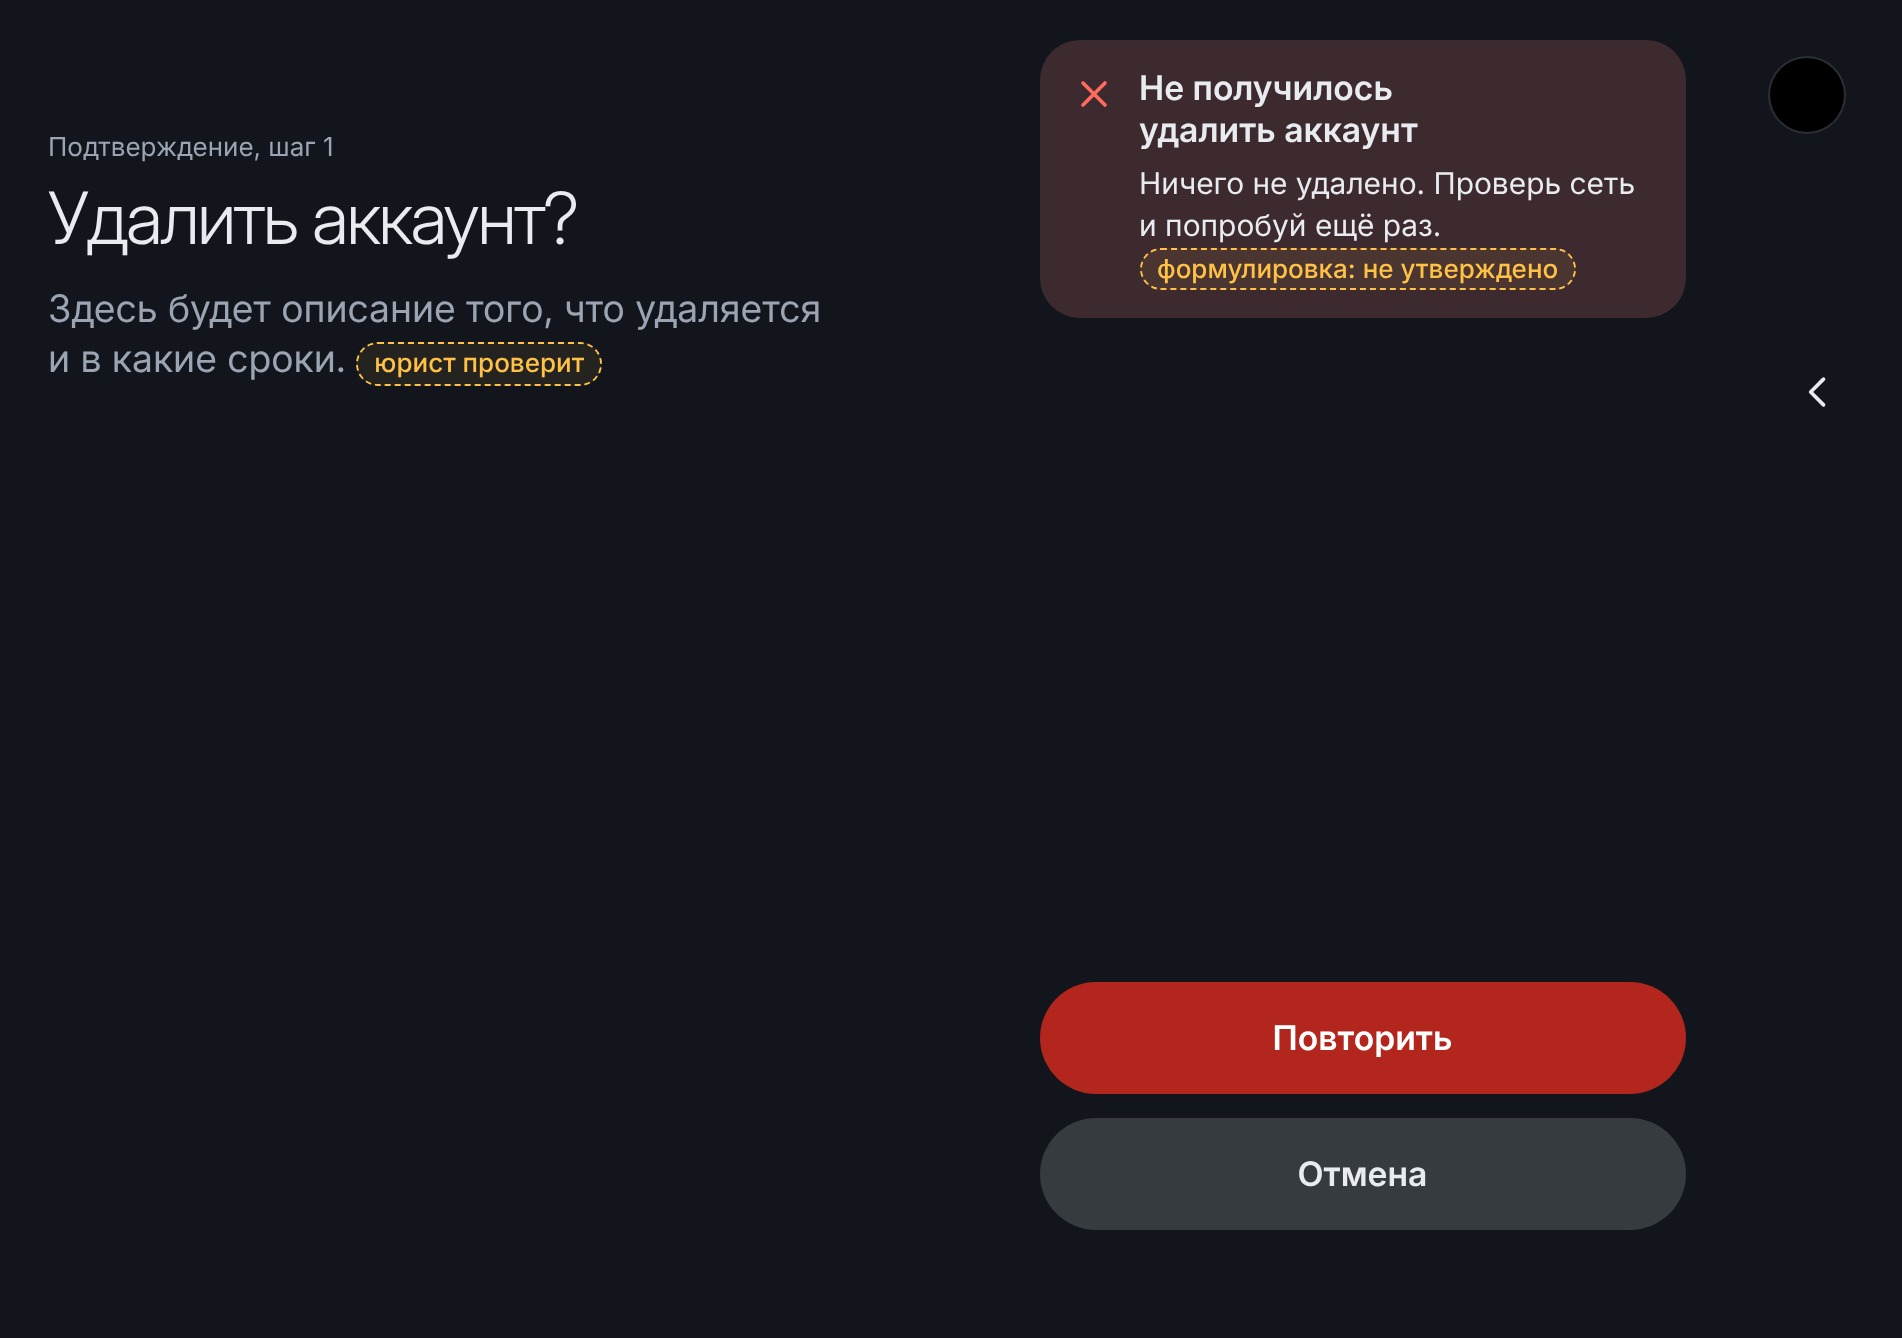 Подтверждение, шаг 1
Удалить аккаунт?
Здесь будет описание того, что удаляется
и в какие сроки. юрист проверит
Не получилось
удалить аккаунт
Ничего не удалено. Проверь сеть
и попробуй ещё раз.
формулировка: не утверждено
Повторить
Отмена